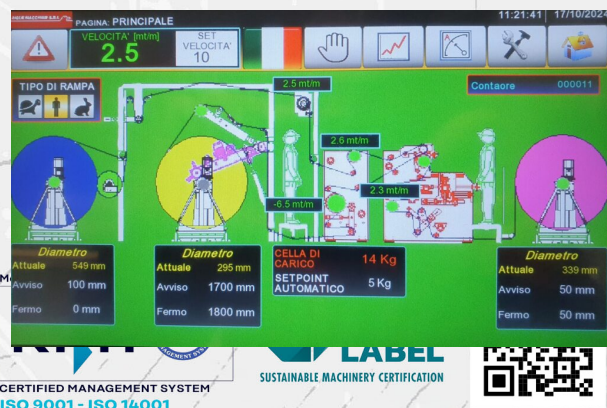 PAGINA: PRINCIPALE
11:21:41 17/10/202
VELOCITA' [mt/m]
2.5
SET
VELOCITA'
10
TIPO DI RAMPA
2.5 mt/m
Contaore 000011
2.6 mt/m
2.3 mt/m
-6.5 mt/m
Diametro
Attuale 549 mm
Avviso 100 mm
Fermo 0 mm
Diametro
Attuale 295 mm
Avviso 1700 mm
Fermo 1800 mm
CELLA DI
CARICO 14 Kg
SETPOINT
AUTOMATICO 5 Kg
Diametro
Attuale 339 mm
Avviso 50 mm
Fermo 50 mm
LABEL
CERTIFIED MANAGEMENT SYSTEM
SUSTAINABLE MACHINERY CERTIFICATION
ISO 9001 - ISO 14001